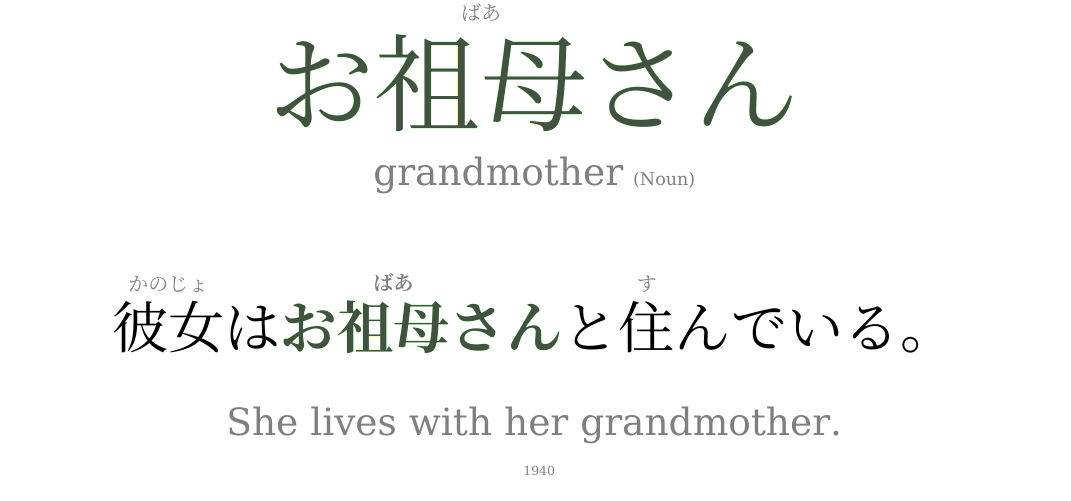 ばあ
お祖母さん
grandmother (Noun)
かのじょ ばあ す
彼女はお祖母さんと住んでいる。
She lives with her grandmother.
1940